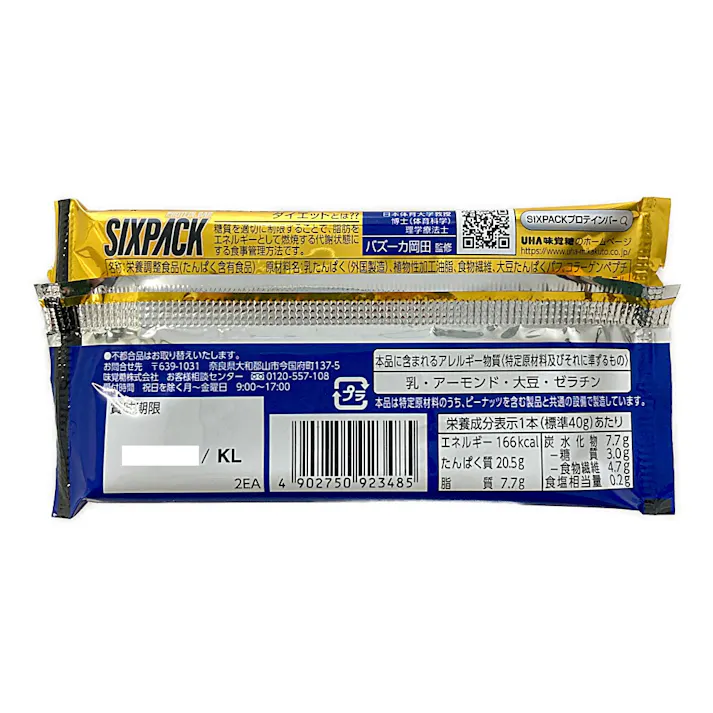 SIXPACK
ダイエットとは??
糖質を適切に制限することで、脂肪を
エネルギーとして燃焼する代謝状態に
する食事管理方法です。
日本体育大学教授
博士(体育科学)
理学療法士
バズーカ岡田 監修
SIXPACKプロテインバー
UHA味覚糖のホームページ
https://www.uha-mikakuto.co.jp
名称:栄養調整食品(たんぱく含有食品) 原材料名:乳たんぱく(外国製造)、植物性加工油脂、食物繊維、大豆たんぱくパフ、コラーゲンペプチ
●不都合品はお取り替えいたします。
お問合せ先 〒639-1031 奈良県大和郡山市今国府町137-5
味覚糖株式会社 お客様相談センター 0120-557-108
受付時間 祝日を除く月~金曜日 9:00~17:00
賞味期限
/ KL
2EA
プラ
4 902750 923485
本品に含まれるアレルギー物質(特定原材料及びそれに準ずるもの)
乳・アーモンド・大豆・ゼラチン
本品は特定原材料のうち、ピーナッツを含む製品と共通の設備で製造しています。
栄養成分表示1本(標準40g)あたり
エネルギー 166kcal
たんぱく質 20.5g
脂質 7.7g
炭水化物 7.7g
-糖質 3.0g
-食物繊維 4.7g
食塩相当量 0.2g